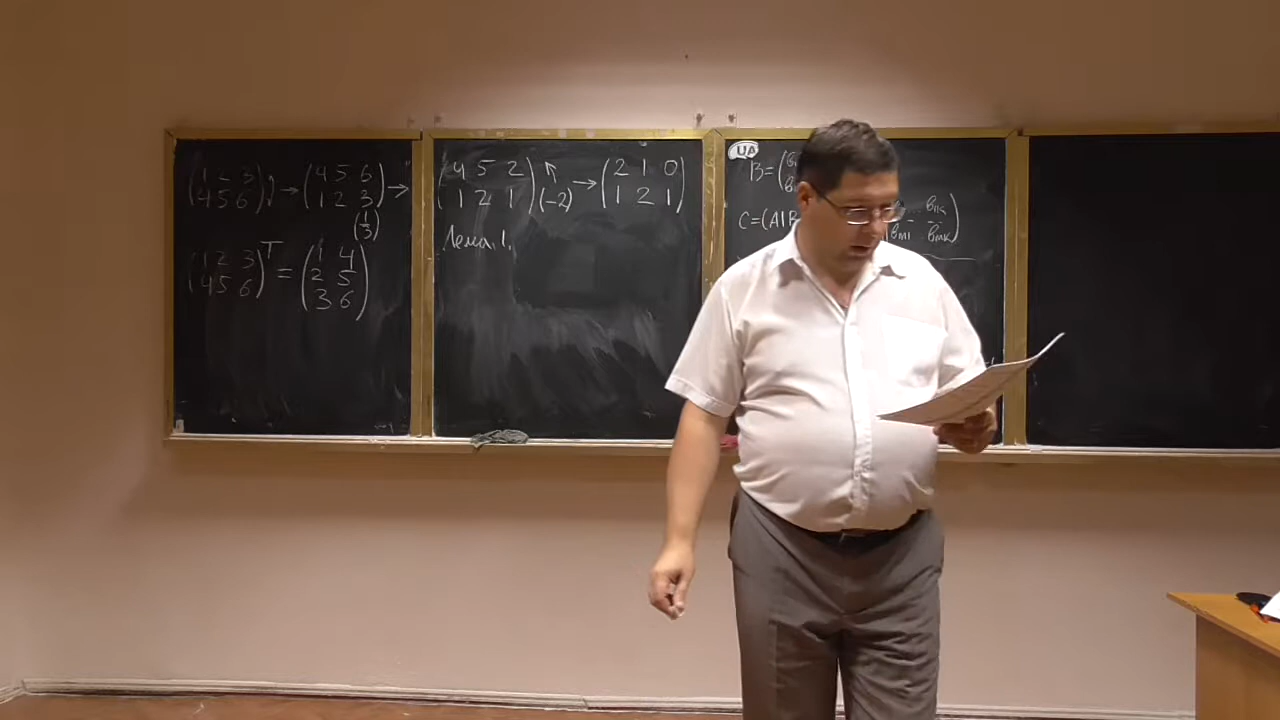 (1 2 3
4 5 6) → (4 5 6
1 2 3) →
(1/3)
(1 2 3
4 5 6)ᵀ = (1 4
2 5
3 6)
(4 5 2
1 2 1) (-2) → (2 1 0
1 2 1)
Лема 1.
UA
B=(
C=(A|B